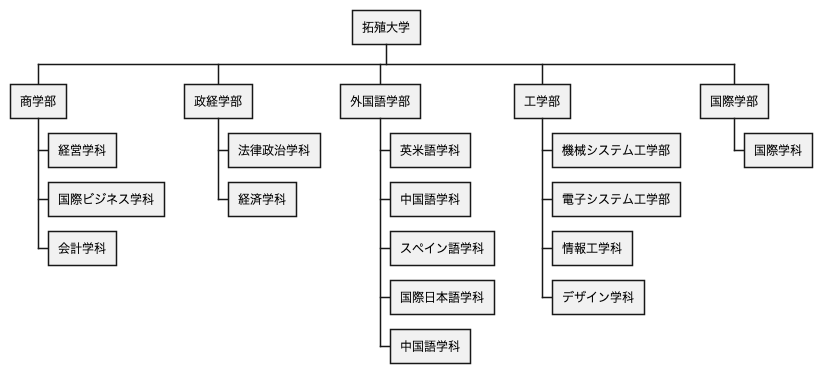 拓殖大学
商学部
経営学科
国際ビジネス学科
会計学科
政経学部
法律政治学科
経済学科
外国語学部
英米語学科
中国語学科
スペイン語学科
国際日本語学科
中国語学科
工学部
機械システム工学部
電子システム工学部
情報工学科
デザイン学科
国際学部
国際学科